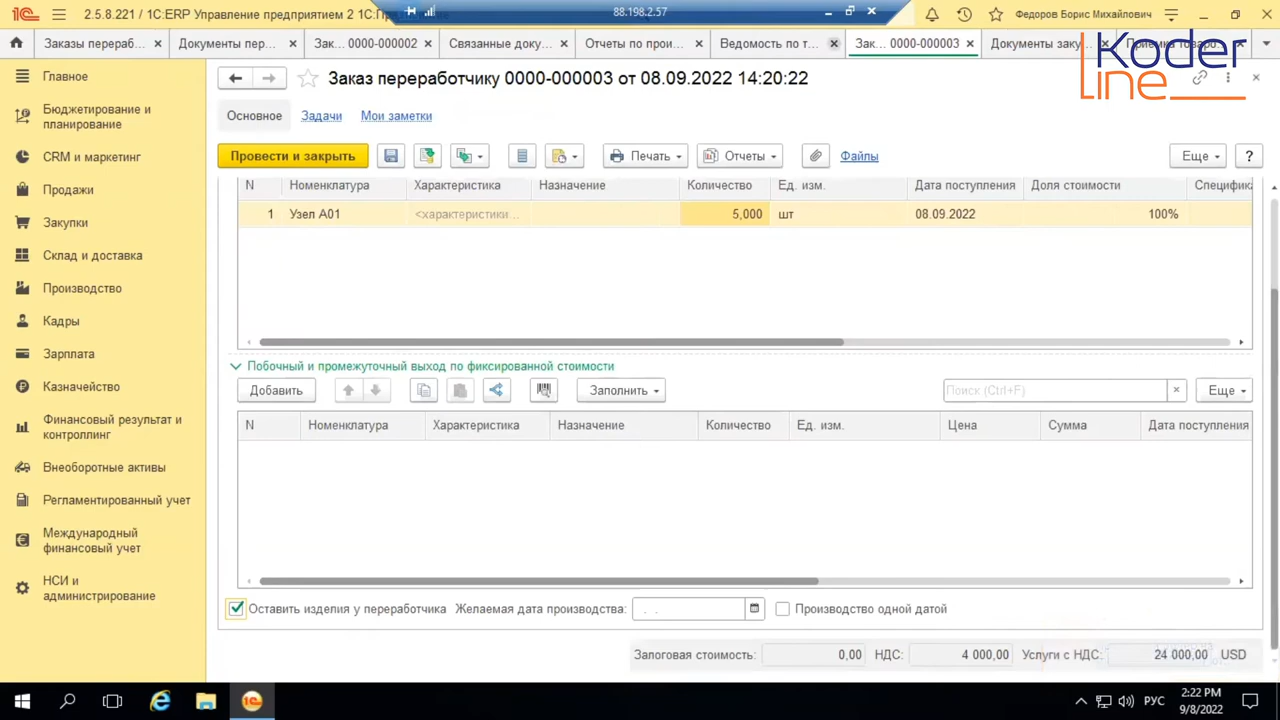 2.5.8.221 / 1С:ERP Управление предприятием 2 1С:Пр
88.198.2.57
Федоров Борис Михайлович
Заказы перераб...
Документы пер...
Зак... 0000-000002
Связанные доку...
Отчеты по прои...
Ведомость по т...
Зак... 0000-000003
Документы заку...
Приемка товаро...
Koder
line
Главное
Бюджетирование и
планирование
CRM и маркетинг
Продажи
Закупки
Склад и доставка
Производство
Кадры
Зарплата
Казначейство
Финансовый результат и
контроллинг
Внеоборотные активы
Регламентированный учет
Международный
финансовый учет
НСИ и
администрирование
Заказ переработчику 0000-000003 от 08.09.2022 14:20:22
Основное Задачи Мои заметки
Провести и закрыть Печать Отчеты Файлы Еще ?
N Номенклатура Характеристика Назначение Количество Ед. изм. Дата поступления Доля стоимости Специфика
1 Узел А01 <характеристики... 5,000 шт 08.09.2022 100%
Побочный и промежуточный выход по фиксированной стоимости
Добавить Заполнить Поиск (Ctrl+F) × Еще
N Номенклатура Характеристика Назначение Количество Ед. изм. Цена Сумма Дата поступления
Оставить изделия у переработчика Желаемая дата производства: . . Производство одной датой
Залоговая стоимость: 0,00 НДС: 4 000,00 Услуги с НДС: 24 000,00 USD
РУС
2:22 PM
9/8/2022